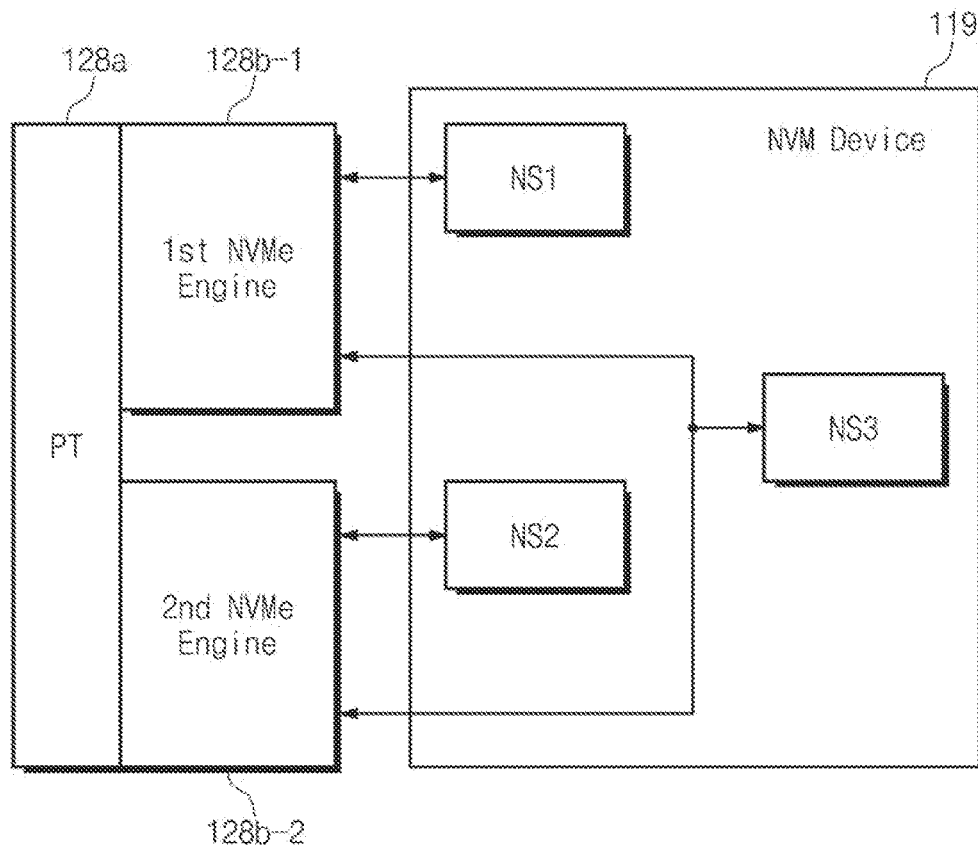 119
128a
128b-1
NVM Device
NS1
1st NVMe
Engine
NS3
PT
NS2
2nd NVMe
Engine
128b-2